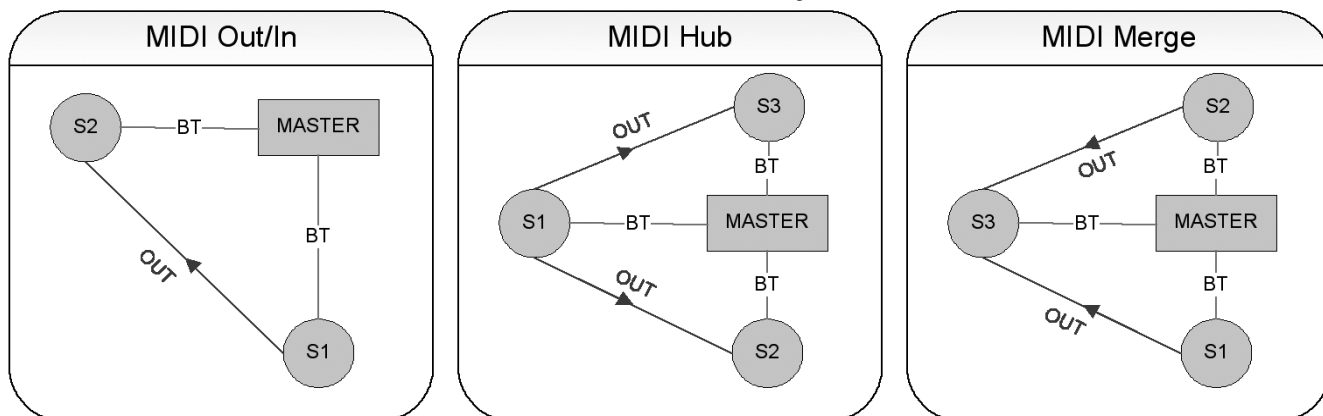 MIDI Out/In
S2
BT
MASTER
BT
OUT
S1
MIDI Hub
S3
OUT
BT
S1
BT
MASTER
OUT
BT
S2
MIDI Merge
S2
OUT
BT
S3
BT
MASTER
BT
OUT
S1